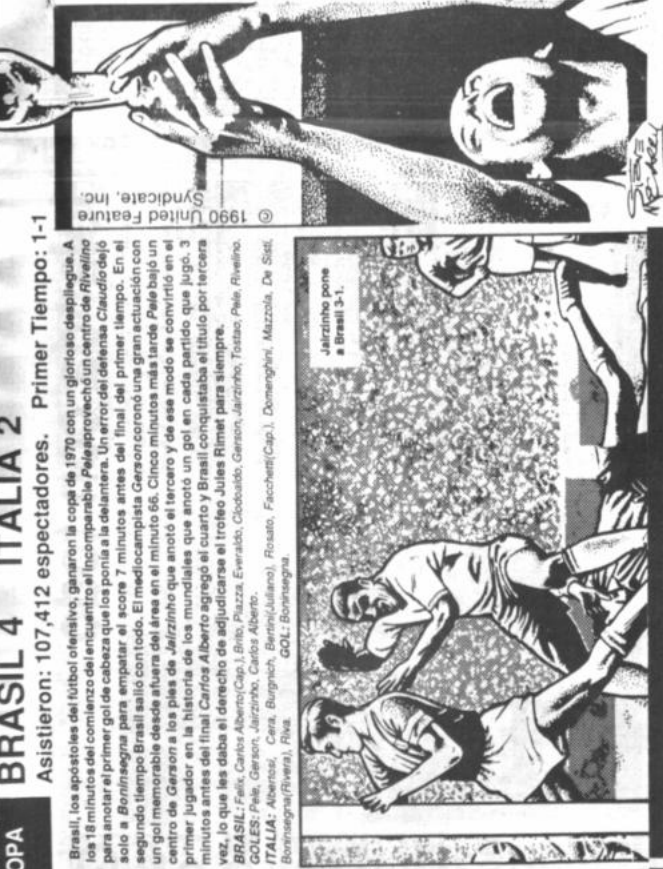 OPA
BRASIL 4 ITALIA 2
Asistieron: 107,412 espectadores. Primer Tiempo: 1-1
Brasil, los apóstoles del fútbol ofensivo, ganaron la copa de 1970 con un glorioso despliegue. A
los 18 minutos del comienzo del encuentro el incomparable Pele aprovechó un centro de Rivelino
para anotar el primer gol de cabeza que los ponía a la delantera. Un error del defensa Claudio dejó
solo a Boninsegna para empatar el score 7 minutos antes del final del primer tiempo. En el
segundo tiempo Brasil salió con todo. El mediocampista Gerson coronó una gran actuación con
un gol memorable desde afuera del área en el minuto 66. Cinco minutos más tarde Pele bajó un
centro de Gerson a los pies de Jairzinho que anotó el tercero y de ese modo se convirtió en el
primer jugador en la historia de los mundiales que anotó un gol en cada partido que jugó. 3
minutos antes del final Carlos Alberto agregó el cuarto y Brasil conquistaba el título por tercera
vez, lo que les daba el derecho de adjudicarse el trofeo Jules Rimet para siempre.
BRASIL: Felix, Carlos Alberto(Cap.), Brito, Piazza, Everaldo, Clodoaldo, Gerson, Jairzinho, Tostao, Pele, Rivelino.
GOLES: Pele, Gerson, Jairzinho, Carlos Alberto.
ITALIA: Albertosi, Cera, Burgnich, Bertini(Juliano), Rosato, Facchetti(Cap.), Domenghini, Mazzola, De Sisti,
Boninsegna(Rivera), Riva. GOL: Boninsegna.
© 1990 United Feature
Syndicate, Inc.
Jairzinho pone
a Brasil 3-1.